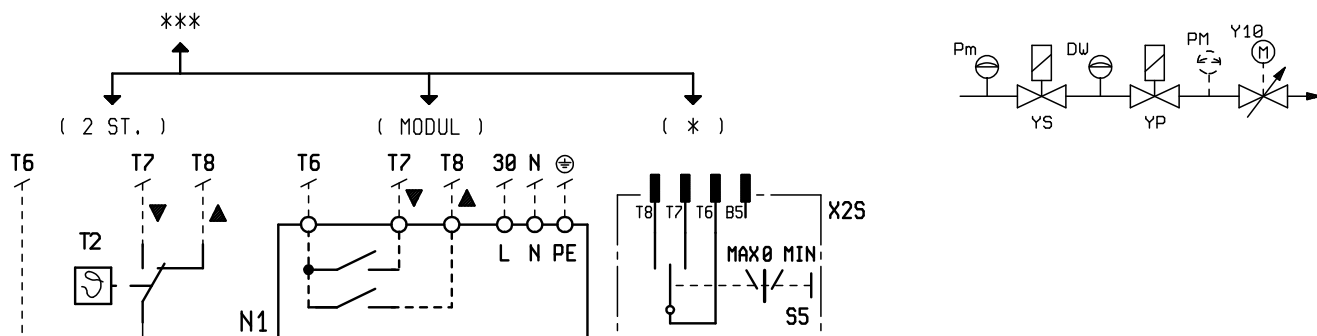 ***
( 2 ST. ) ( MODUL ) ( * )
T6 T7 T8 T6 T7 T8 30 N
T8 T7 T6 B5 X2S
T2 L N PE MAX 0 MIN
N1 S5
Pm DW PM Y10
M
YS YP